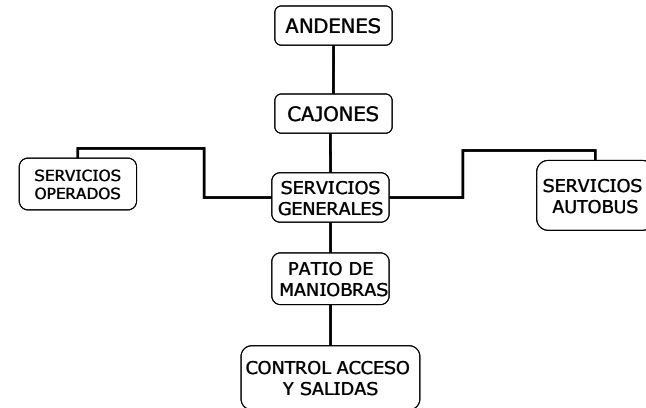 ANDENES
CAJONES
SERVICIOS
OPERADOS
SERVICIOS
GENERALES
SERVICIOS
AUTOBUS
PATIO DE
MANIOBRAS
CONTROL ACCESO
Y SALIDAS